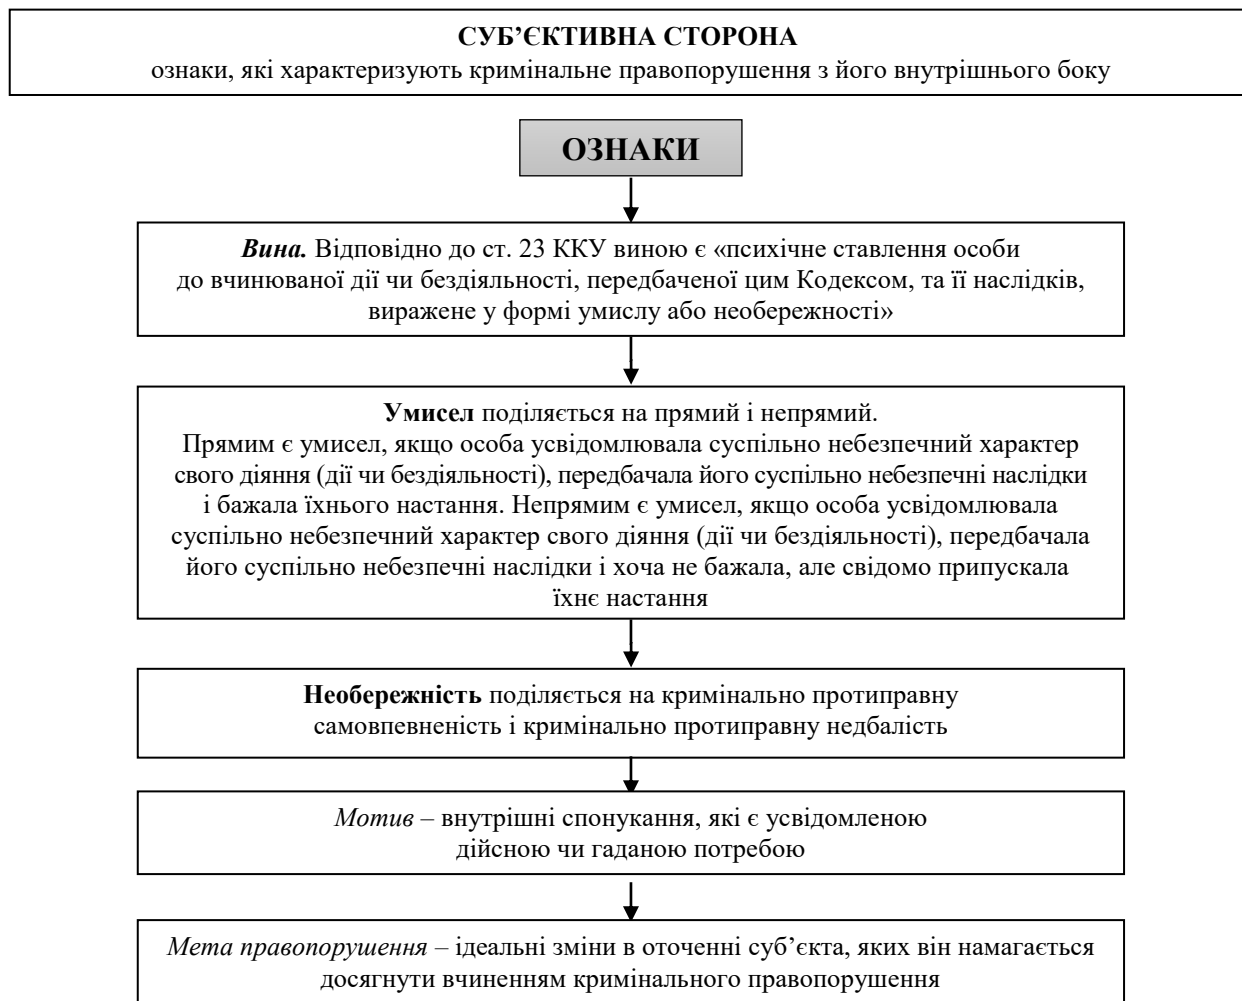 СУБ’ЄКТИВНА СТОРОНА
ознаки, які характеризують кримінальне правопорушення з його внутрішнього боку
ОЗНАКИ
Вина. Відповідно до ст. 23 ККУ виною є «психічне ставлення особи
до вчинюваної дії чи бездіяльності, передбаченої цим Кодексом, та її наслідків,
виражене у формі умислу або необережності»
Умисел поділяється на прямий і непрямий.
Прямим є умисел, якщо особа усвідомлювала суспільно небезпечний характер
свого діяння (дії чи бездіяльності), передбачала його суспільно небезпечні наслідки
і бажала їхнього настання. Непрямим є умисел, якщо особа усвідомлювала
суспільно небезпечний характер свого діяння (дії чи бездіяльності), передбачала
його суспільно небезпечні наслідки і хоча не бажала, але свідомо припускала
їхнє настання
Необережність поділяється на кримінально протиправну
самовпевненість і кримінально протиправну недбалість
Мотив – внутрішні спонукання, які є усвідомленою
дійсною чи гаданою потребою
Мета правопорушення – ідеальні зміни в оточенні суб’єкта, яких він намагається
досягнути вчиненням кримінального правопорушення